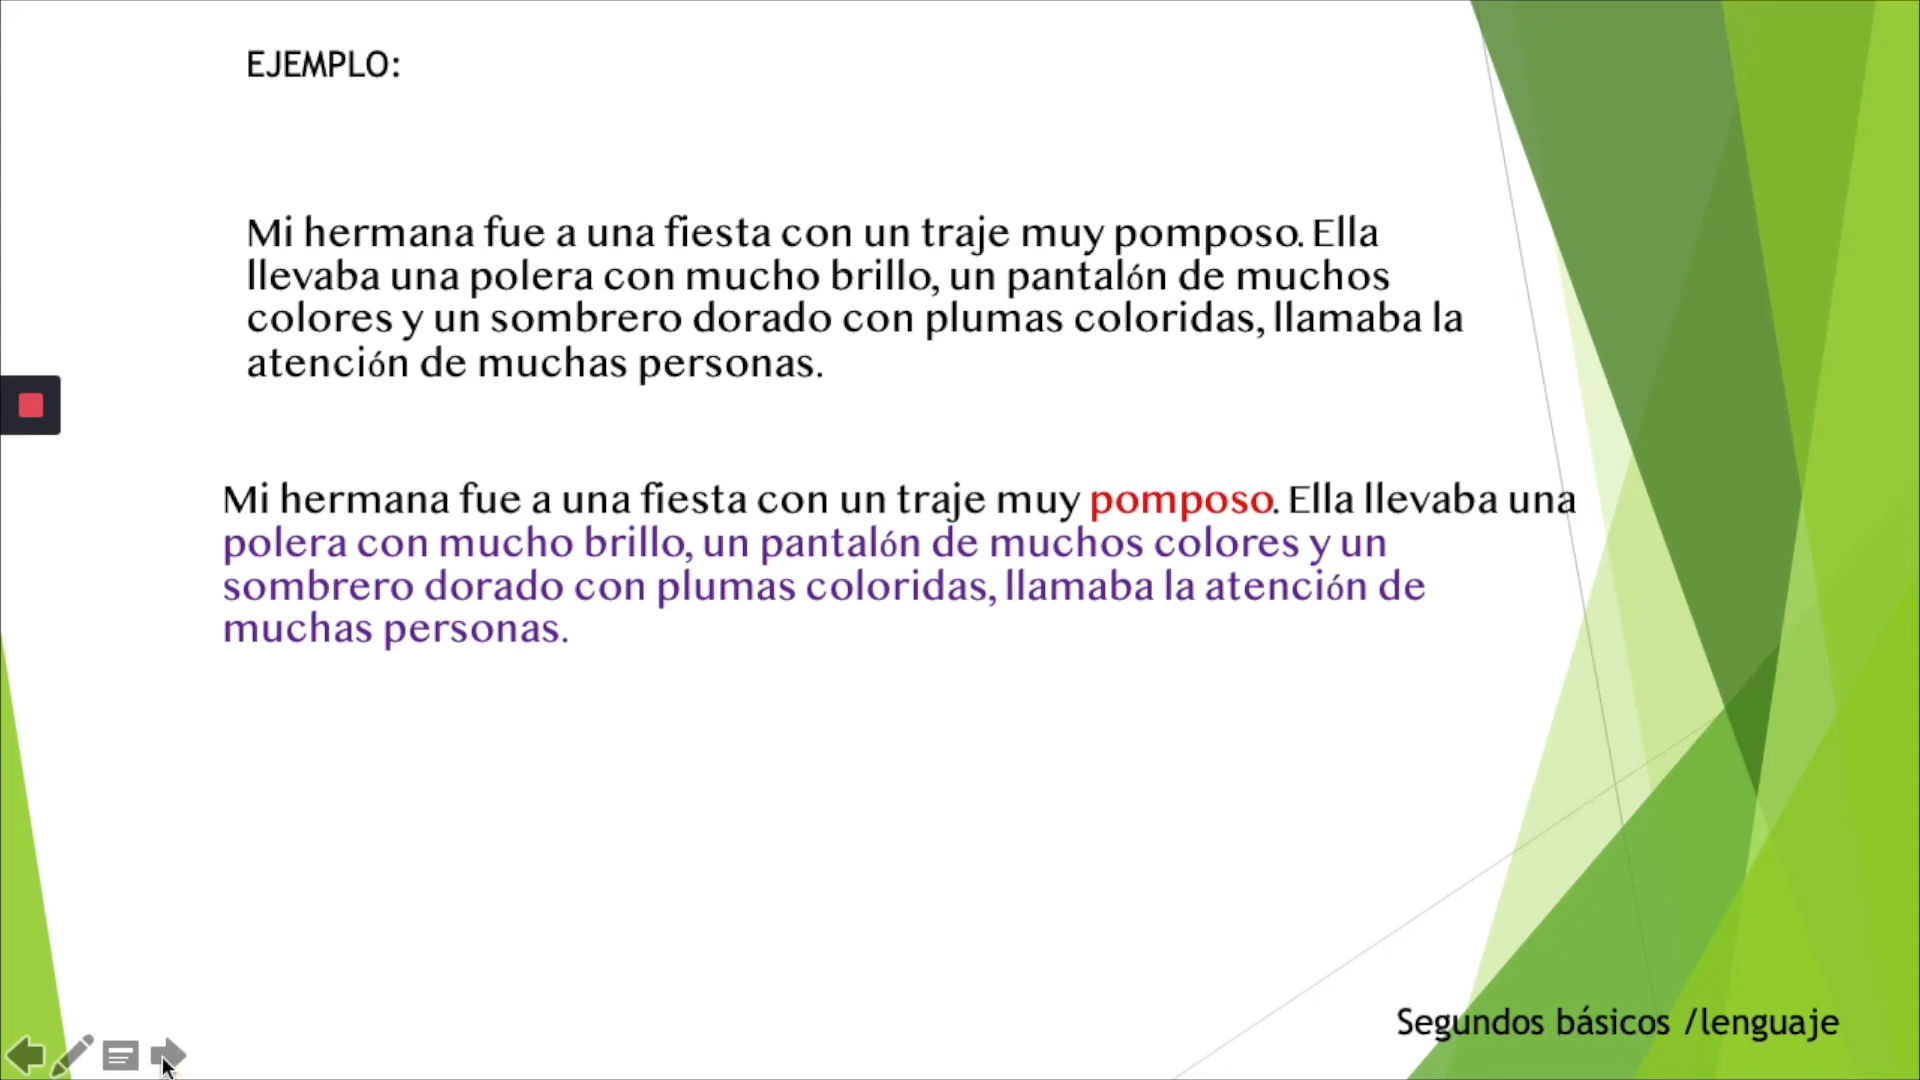 EJEMPLO:
Mi hermana fue a una fiesta con un traje muy pomposo. Ella
llevaba una polera con mucho brillo, un pantalón de muchos
colores y un sombrero dorado con plumas coloridas, llamaba la
atención de muchas personas.
Mi hermana fue a una fiesta con un traje muy pomposo. Ella llevaba una
polera con mucho brillo, un pantalón de muchos colores y un
sombrero dorado con plumas coloridas, llamaba la atención de
muchas personas.
Segundos básicos /lenguaje